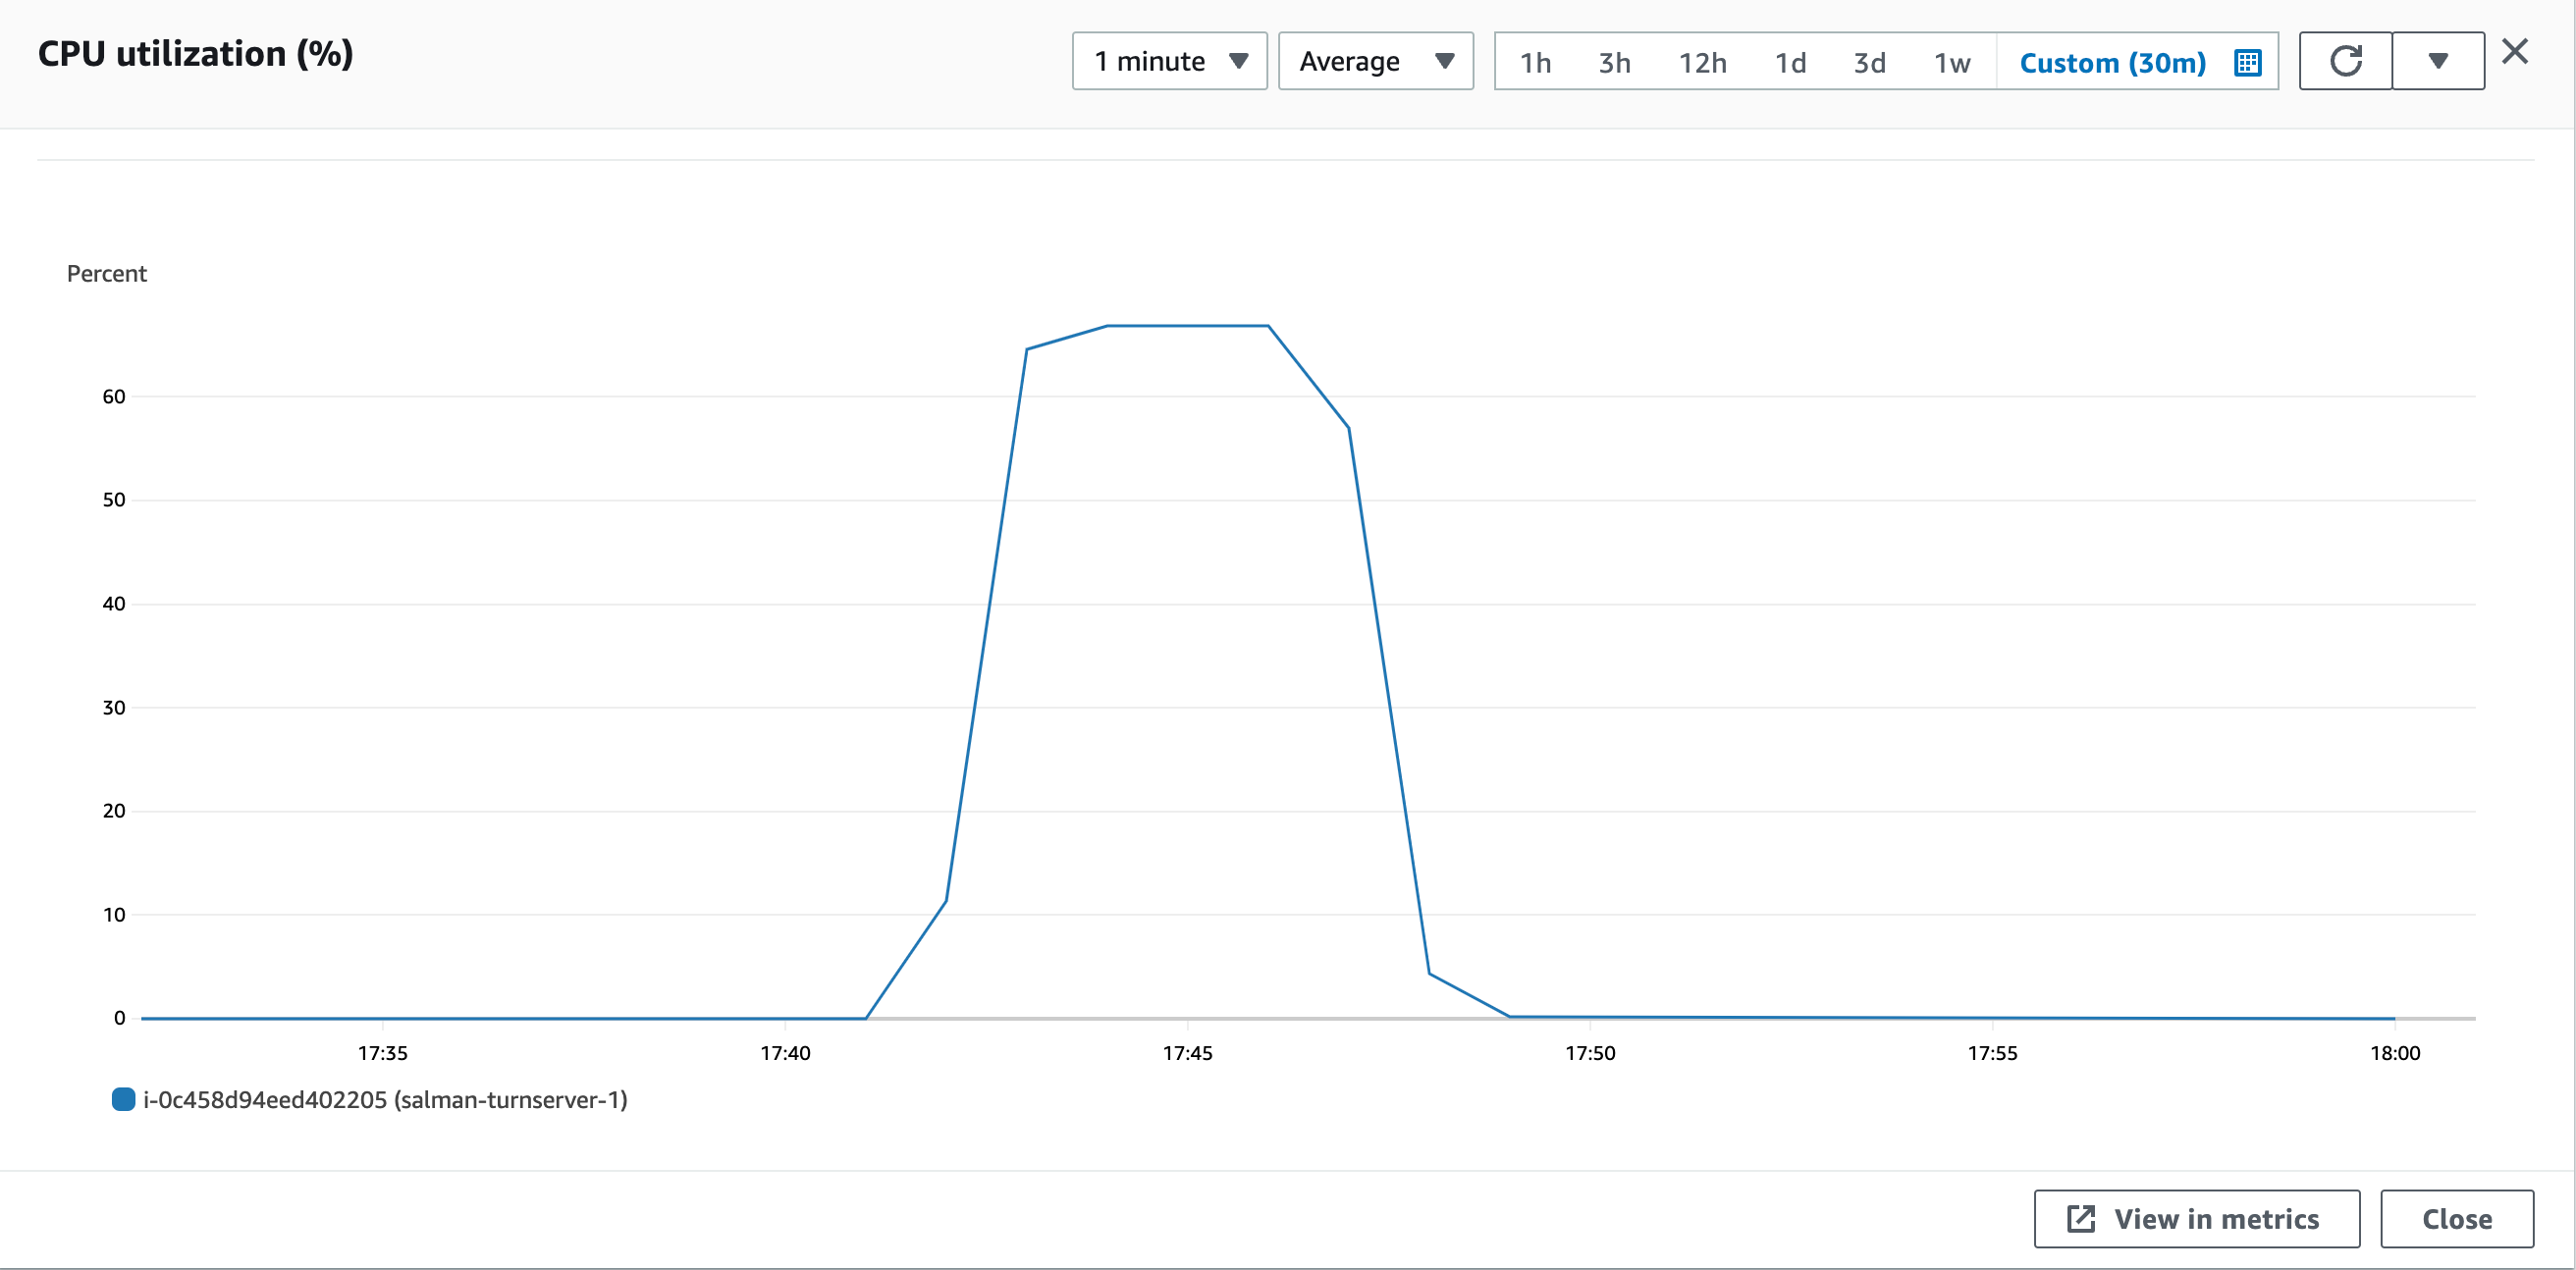 CPU utilization (%)
1 minute
Average
1h
3h
12h
1d
3d
1w
Custom (30m)
Percent
60
50
40
30
20
10
0
17:35
17:40
17:45
17:50
17:55
18:00
i-0c458d94eed402205 (salman-turnserver-1)
View in metrics
Close